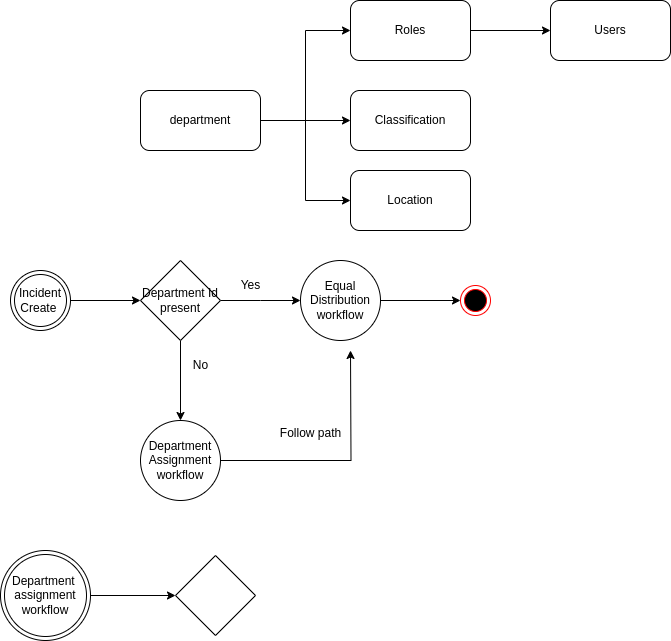 Roles
Users
department
Classification
Location
Incident
Create
Department Id
present
Yes
Equal
Distribution
workflow
No
Follow path
Department
Assignment
workflow
Department
assignment
workflow